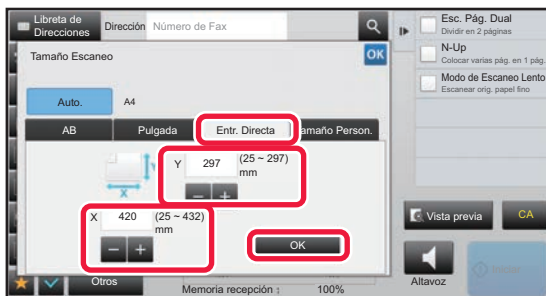 Libreta de
Direcciones
Dirección
Número de Fax
Tamaño Escaneo
OK
Auto.
A4
AB
Pulgada
Entr. Directa
Tamaño Person.
Y
Y
297
(25 ~ 297)
mm
X
X
420
(25 ~ 432)
mm
OK
Otros
Memoria recepción :
100%
Esc. Pág. Dual
Dividir en 2 páginas
N-Up
Colocar varias pág. en 1 pág.
Modo de Escaneo Lento
Escanear orig. papel fino
Vista previa
CA
Altavoz